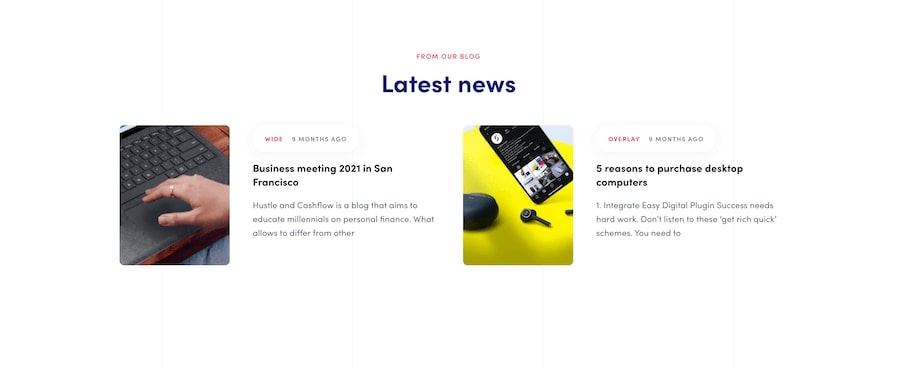 FROM OUR BLOG
Latest news
WIDE 9 MONTHS AGO
Business meeting 2021 in San
Francisco
Hustle and Cashflow is a blog that aims to
educate millennials on personal finance. What
allows to differ from other
OVERLAY 9 MONTHS AGO
5 reasons to purchase desktop
computers
1. Integrate Easy Digital Plugin Success needs
hard work. Don't listen to these 'get rich quick'
schemes. You need to